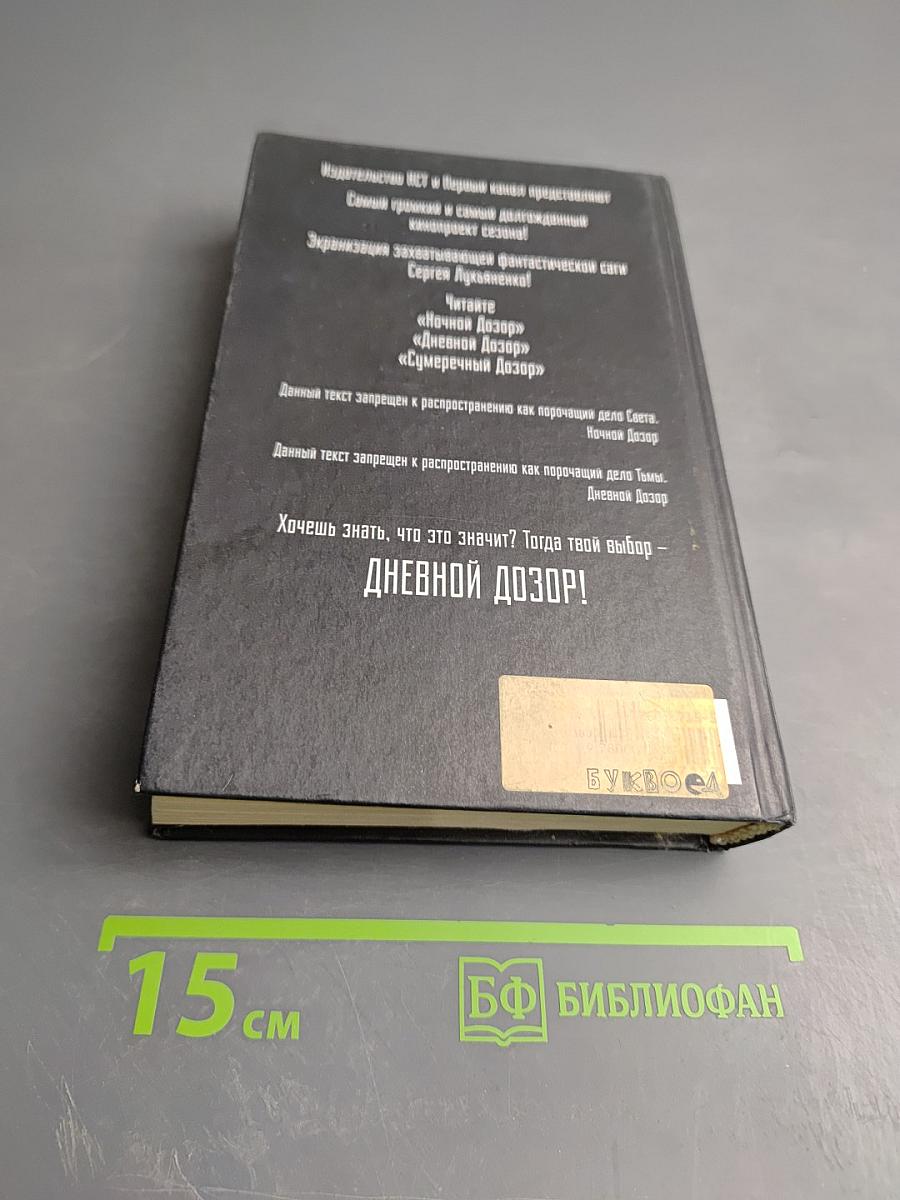 Издательство АСТ и Первый канал представляют
Самый громкий и самый долгожданный
кинопроект сезона!
Экранизация захватывающей фантастической саги
Сергея Лукьяненко!
Читайте
«Ночной Дозор»
«Дневной Дозор»
«Сумеречный Дозор»
Данный текст запрещен к распространению как порочащий дело Света.
Ночной Дозор
Данный текст запрещен к распространению как порочащий дело Тьмы.
Дневной Дозор
Хочешь знать, что это значит? Тогда твой выбор –
ДНЕВНОЙ ДОЗОР!
БУКВОЕД
15 см
БФ БИБЛИОФАН